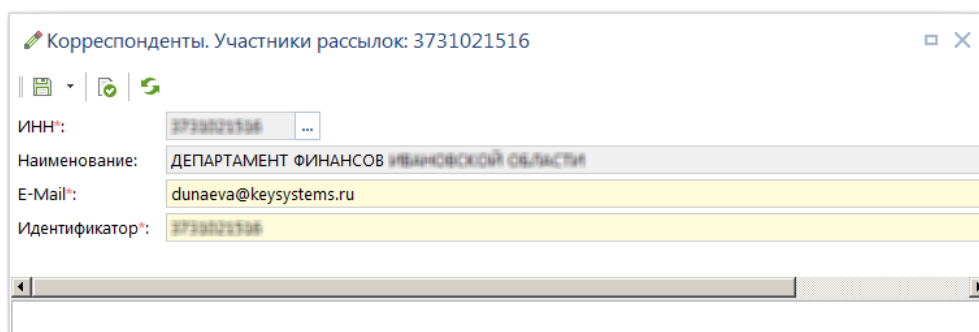 Корреспонденты. Участники рассылок: 3731021516
ИНН*: ...
Наименование: ДЕПАРТАМЕНТ ФИНАНСОВ
E-Mail*: dunaeva@keysystems.ru
Идентификатор*: